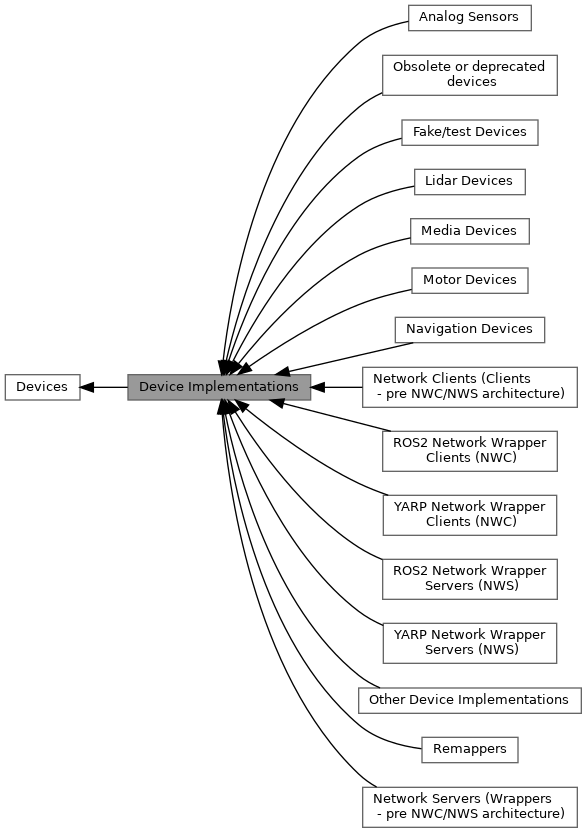 Analog Sensors
Obsolete or deprecated
devices
Fake/test Devices
Lidar Devices
Media Devices
Motor Devices
Navigation Devices
Devices
Device Implementations
Network Clients (Clients
- pre NWC/NWS architecture)
ROS2 Network Wrapper
Clients (NWC)
YARP Network Wrapper
Clients (NWC)
ROS2 Network Wrapper
Servers (NWS)
YARP Network Wrapper
Servers (NWS)
Other Device Implementations
Remappers
Network Servers (Wrappers
- pre NWC/NWS architecture)